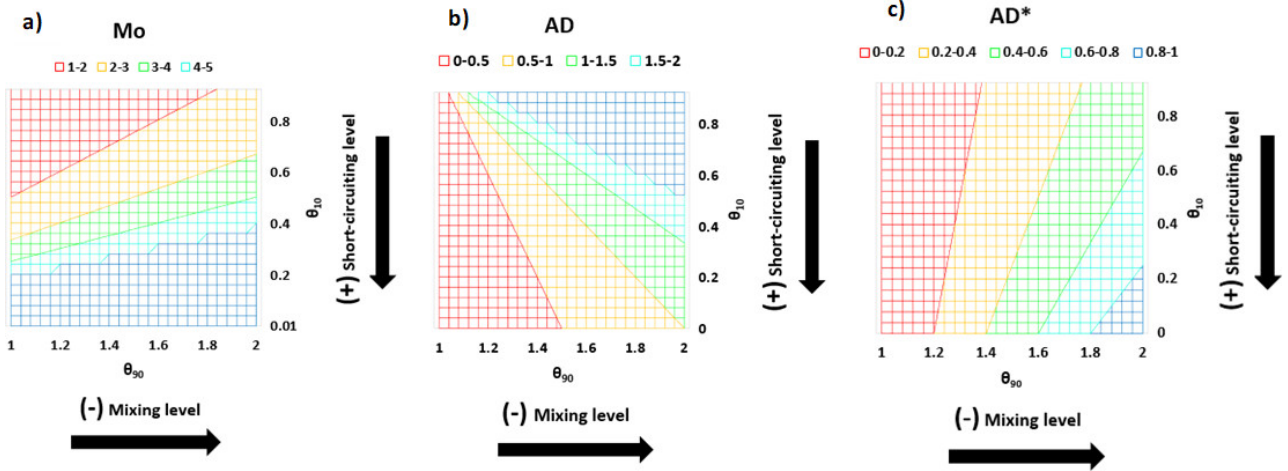 a)
Mo
1-2 2-3 3-4 4-5
0.8
0.6
0.4
0.2
0.01
θ10
1 1.2 1.4 1.6 1.8 2
θ90
(+) Short-circuiting level
(-) Mixing level
b)
AD
0-0.5 0.5-1 1-1.5 1.5-2
0.8
0.6
0.4
0.2
0
θ10
1 1.2 1.4 1.6 1.8 2
θ90
(+) Short-circuiting level
(-) Mixing level
c)
AD*
0-0.2 0.2-0.4 0.4-0.6 0.6-0.8 0.8-1
0.8
0.6
0.4
0.2
0
θ10
1 1.2 1.4 1.6 1.8 2
θ90
(+) Short-circuiting level
(-) Mixing level